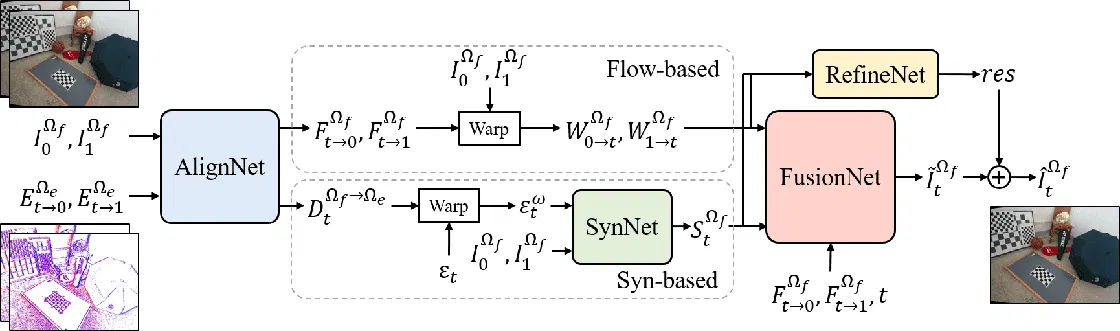 I_0^{Ω_f}, I_1^{Ω_f}
E_{t→0}^{Ω_e}, E_{t→1}^{Ω_e}
AlignNet
Flow-based
I_0^{Ω_f}, I_1^{Ω_f}
F_{t→0}^{Ω_f}, F_{t→1}^{Ω_f}
Warp
W_{0→t}^{Ω_f}, W_{1→t}^{Ω_f}
D_t^{Ω_f→Ω_e}
Warp
ε_t^ω
ε_t
I_0^{Ω_f}, I_1^{Ω_f}
SynNet
S_t^{Ω_f}
Syn-based
RefineNet
res
FusionNet
F_{t→0}^{Ω_f}, F_{t→1}^{Ω_f}, t
Ĩ_t^{Ω_f}
+
Î_t^{Ω_f}